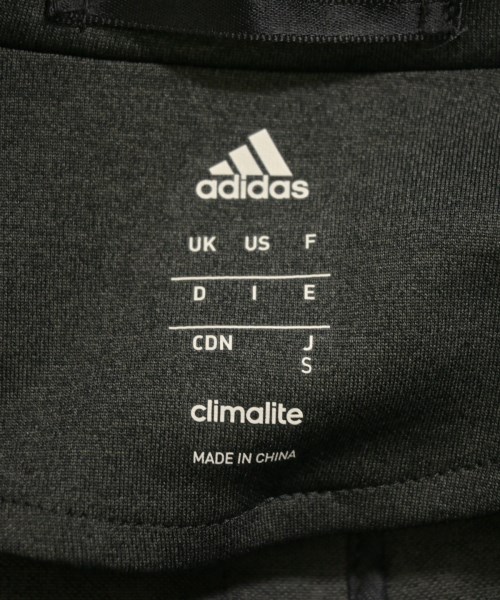 adidas
UK US F
D I E
CDN J
S
climalite
MADE IN CHINA